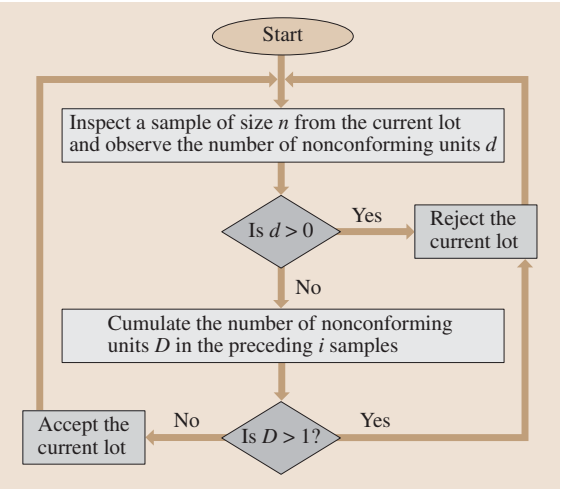 Start
Inspect a sample of size n from the current lot
and observe the number of nonconforming units d
Is d > 0
Yes
Reject the
current lot
No
Cumulate the number of nonconforming
units D in the preceding i samples
Accept the
current lot
No
Is D > 1?
Yes